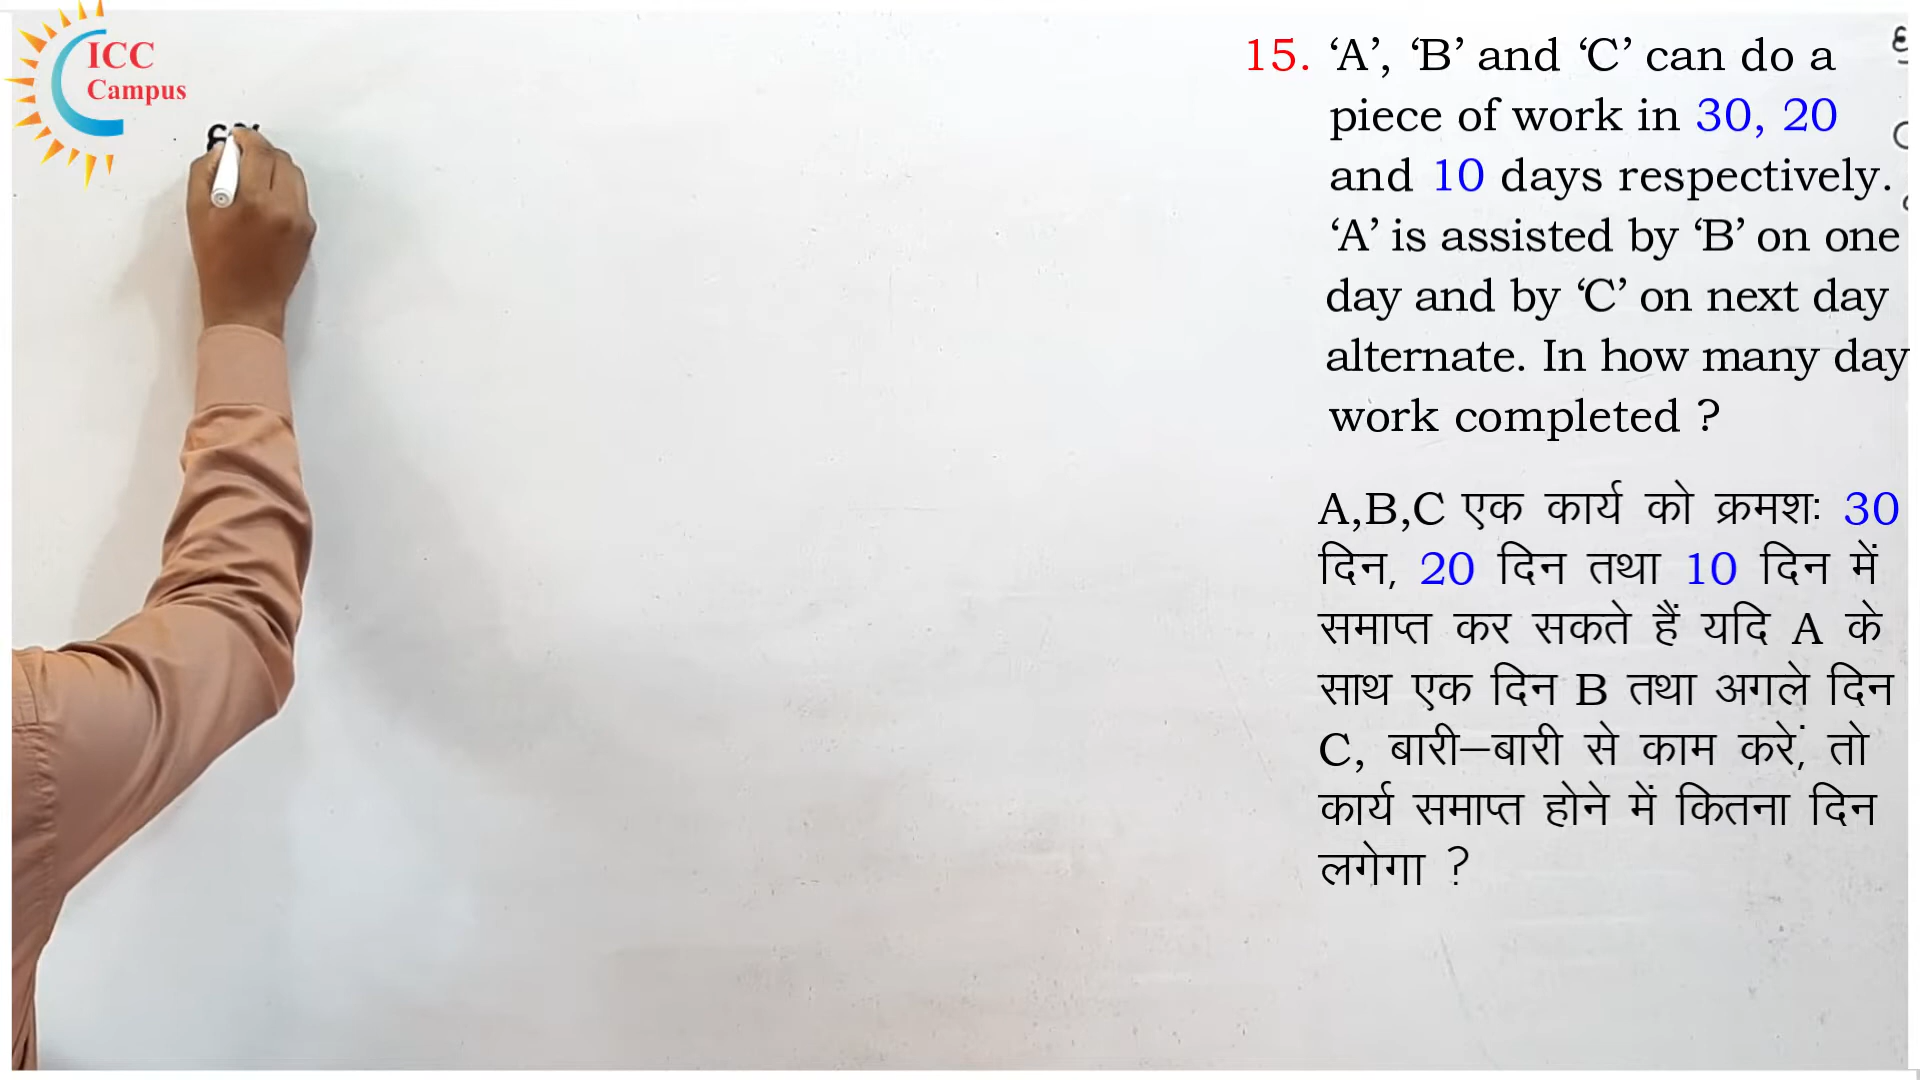 ICC
Campus
15. ‘A’, ‘B’ and ‘C’ can do a
piece of work in 30, 20
and 10 days respectively.
‘A’ is assisted by ‘B’ on one
day and by ‘C’ on next day
alternate. In how many day
work completed ?
A,B,C एक कार्य को क्रमशः 30
दिन, 20 दिन तथा 10 दिन में
समाप्त कर सकते हैं यदि A के
साथ एक दिन B तथा अगले दिन
C, बारी–बारी से काम करें, तो
कार्य समाप्त होने में कितना दिन
लगेगा ?